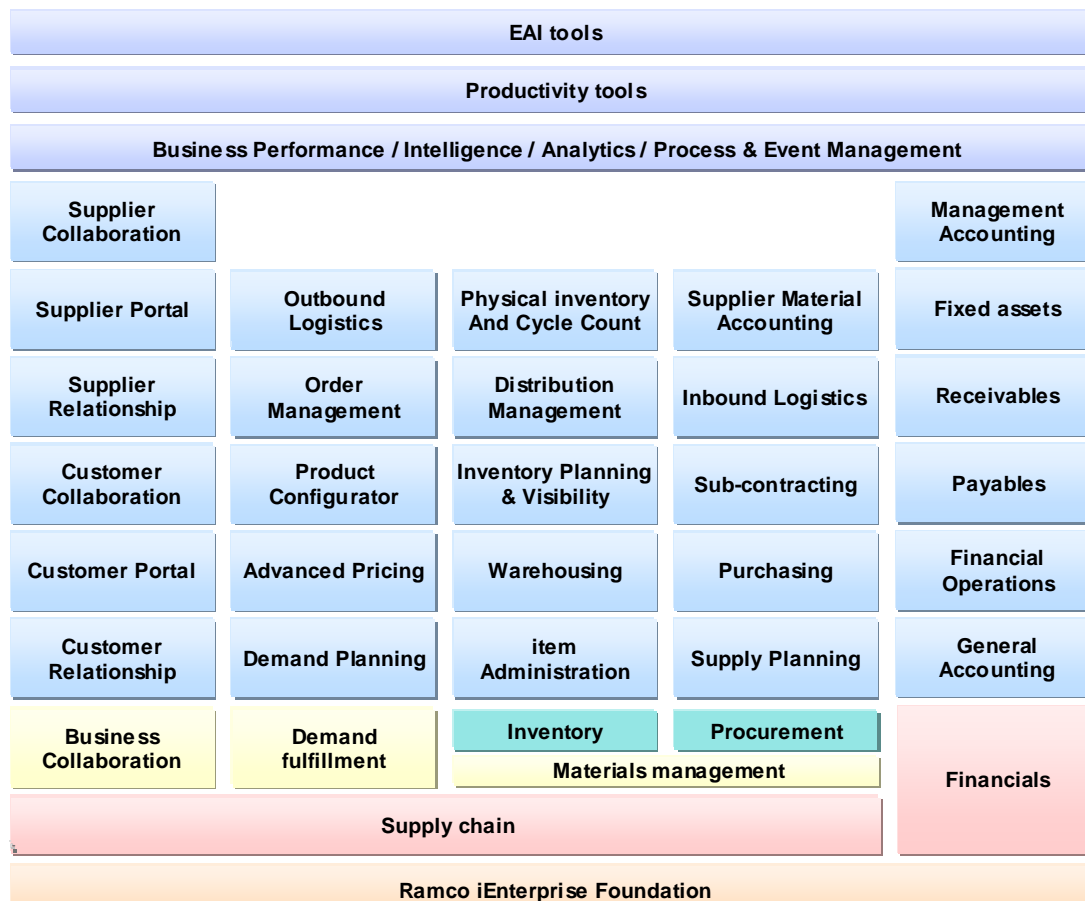 EAI tools
Productivity tools
Business Performance / Intelligence / Analytics / Process & Event Management
Supplier
Collaboration
Management
Accounting
Supplier Portal
Outbound
Logistics
Physical inventory
And Cycle Count
Supplier Material
Accounting
Fixed assets
Supplier
Relationship
Order
Management
Distribution
Management
Inbound Logistics
Receivables
Customer
Collaboration
Product
Configurator
Inventory Planning
& Visibility
Sub-contracting
Payables
Customer Portal
Advanced Pricing
Warehousing
Purchasing
Financial
Operations
Customer
Relationship
Demand Planning
item
Administration
Supply Planning
General
Accounting
Business
Collaboration
Demand
fulfillment
Inventory
Procurement
Materials management
Financials
Supply chain
Ramco iEnterprise Foundation